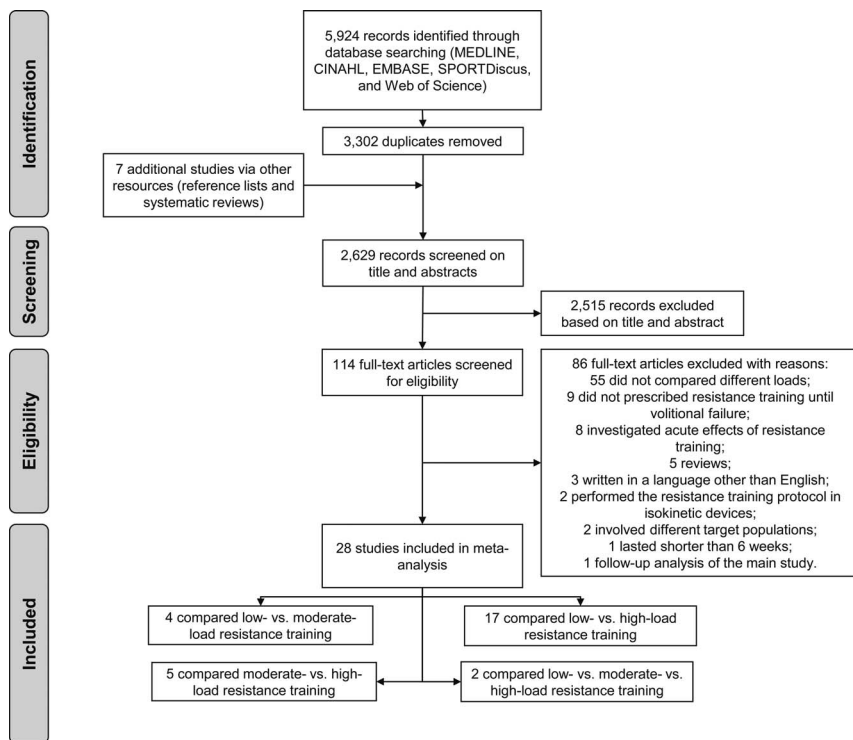 Identification
5,924 records identified through
database searching (MEDLINE,
CINAHL, EMBASE, SPORTDiscus,
and Web of Science)
3,302 duplicates removed
7 additional studies via other
resources (reference lists and
systematic reviews)
Screening
2,629 records screened on
title and abstracts
2,515 records excluded
based on title and abstract
Eligibility
114 full-text articles screened
for eligibility
86 full-text articles excluded with reasons:
55 did not compared different loads;
9 did not prescribed resistance training until
volitional failure;
8 investigated acute effects of resistance
training;
5 reviews;
3 written in a language other than English;
2 performed the resistance training protocol in
isokinetic devices;
2 involved different target populations;
1 lasted shorter than 6 weeks;
1 follow-up analysis of the main study.
Included
28 studies included in meta-
analysis
4 compared low- vs. moderate-
load resistance training
17 compared low- vs. high-load
resistance training
5 compared moderate- vs. high-
load resistance training
2 compared low- vs. moderate- vs.
high-load resistance training